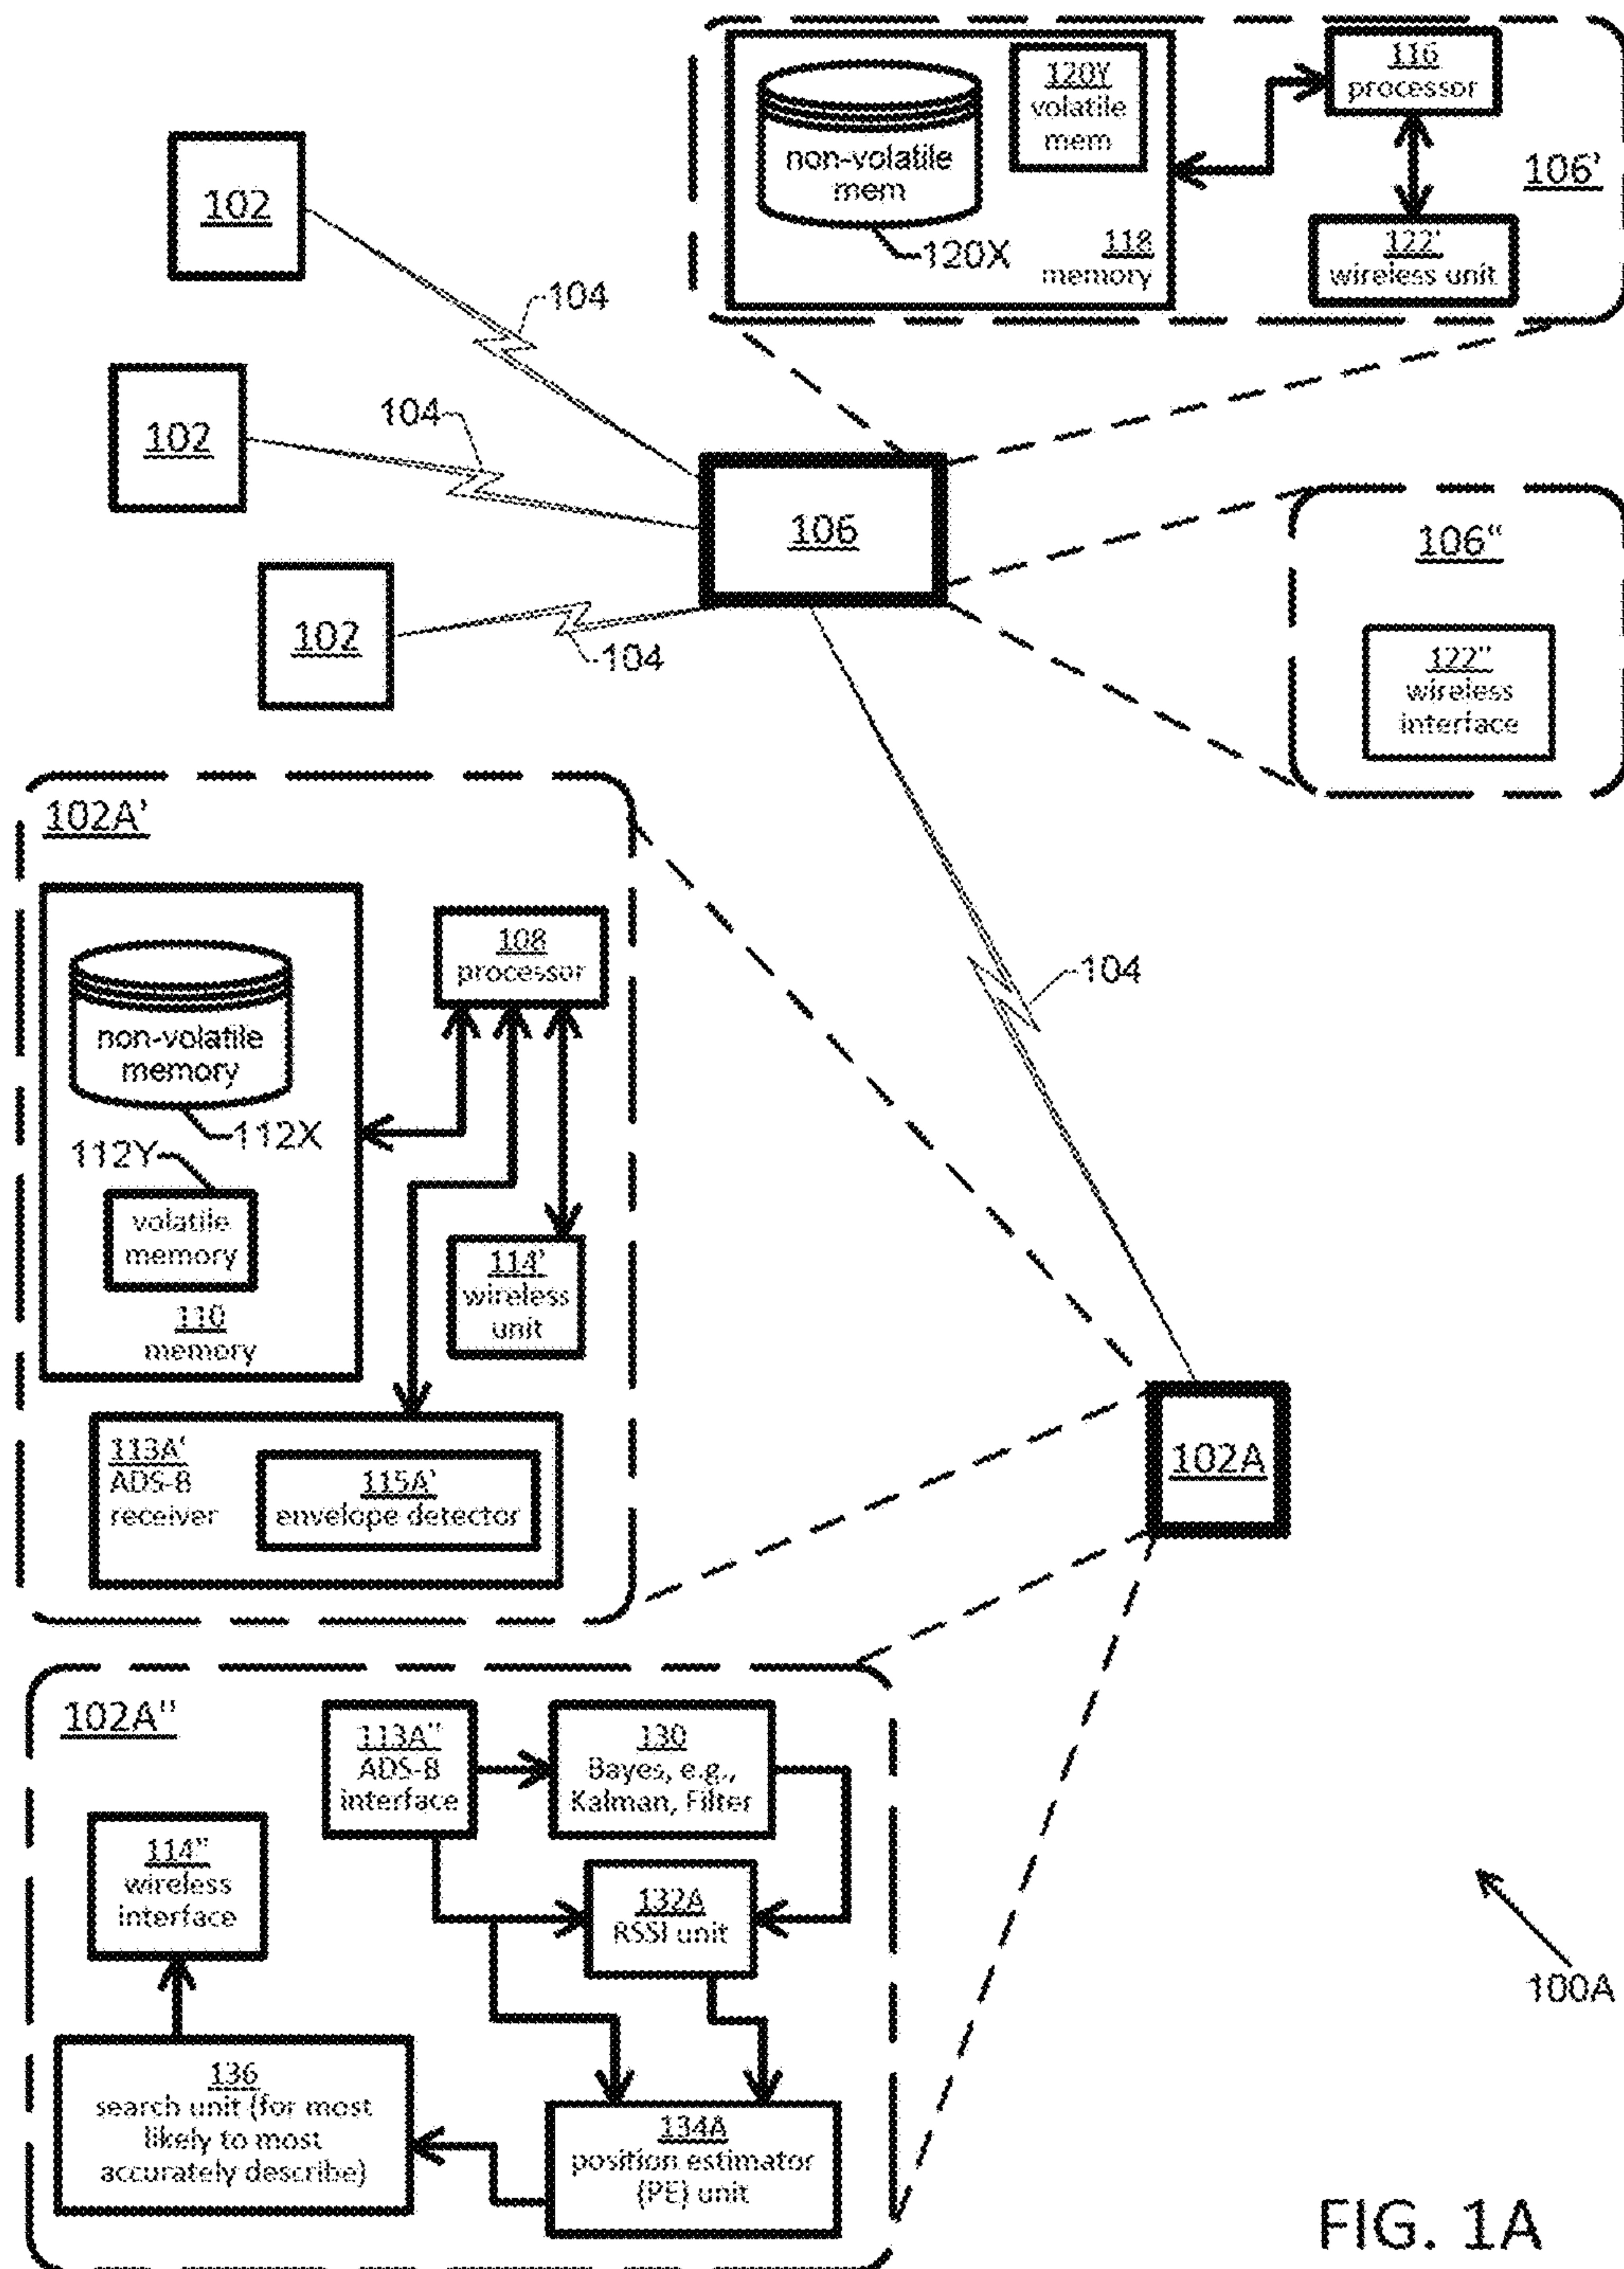 120Y
volatile
mem
non-volatile
mem
120X
118
memory
116
processor
106'
122'
wireless unit
102
104
102
104
102
104
106
106"
122"
wireless
interface
104
102A'
108
processor
non-volatile
memory
112X
112Y
volatile
memory
110
memory
114'
wireless
unit
113A'
ADS-B
receiver
115A'
envelope detector
102A
102A"
113A"
ADS-B
interface
130
Bayes, e.g.,
Kalman, Filter
114"
wireless
interface
132A
RSSI unit
136
search unit (for most
likely to most
accurately describe)
134A
position estimator
(PE) unit
100A
FIG. 1A